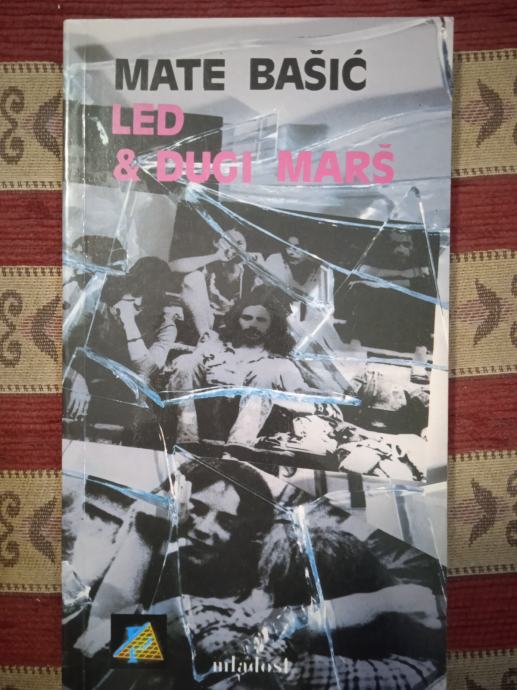 MATE BAŠIĆ
LED
& DUGI MARŠ
mladost